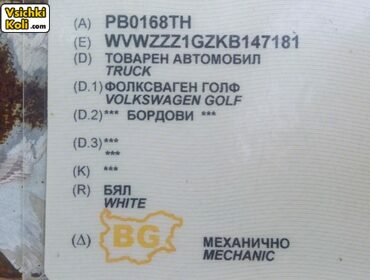 Vsichki
Koli.com
(A) PB0168TH
(E) WVWZZZ1GZKB147181
(D) ТОВАРЕН АВТОМОБИЛ
TRUCK
(D.1) ФОЛКСВАГЕН ГОЛФ
VOLKSWAGEN GOLF
(D.2) *** БОРДОВИ ***
(D.3) ***
***
(K) ***
(R) БЯЛ
WHITE
(Δ) BG МЕХАНИЧНО
MECHANIC